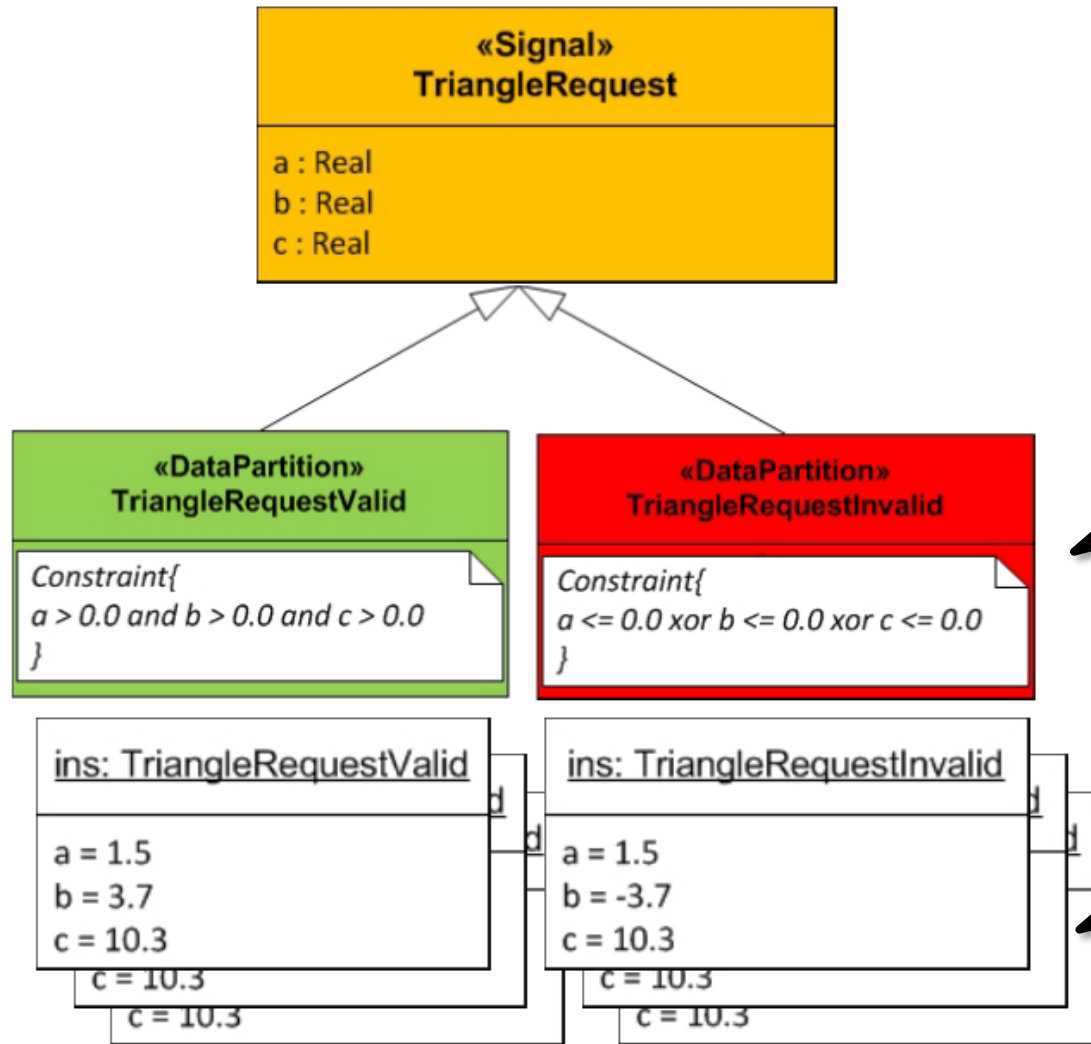 «Signal»
TriangleRequest
a : Real
b : Real
c : Real
«DataPartition»
TriangleRequestValid
Constraint{
a > 0.0 and b > 0.0 and c > 0.0
}
«DataPartition»
TriangleRequestInvalid
Constraint{
a <= 0.0 xor b <= 0.0 xor c <= 0.0
}
ins: TriangleRequestValid
d
d
a = 1.5
b = 3.7
c = 10.3
c = 10.3
c = 10.3
ins: TriangleRequestInvalid
d
d
a = 1.5
b = -3.7
c = 10.3
c = 10.3
c = 10.3